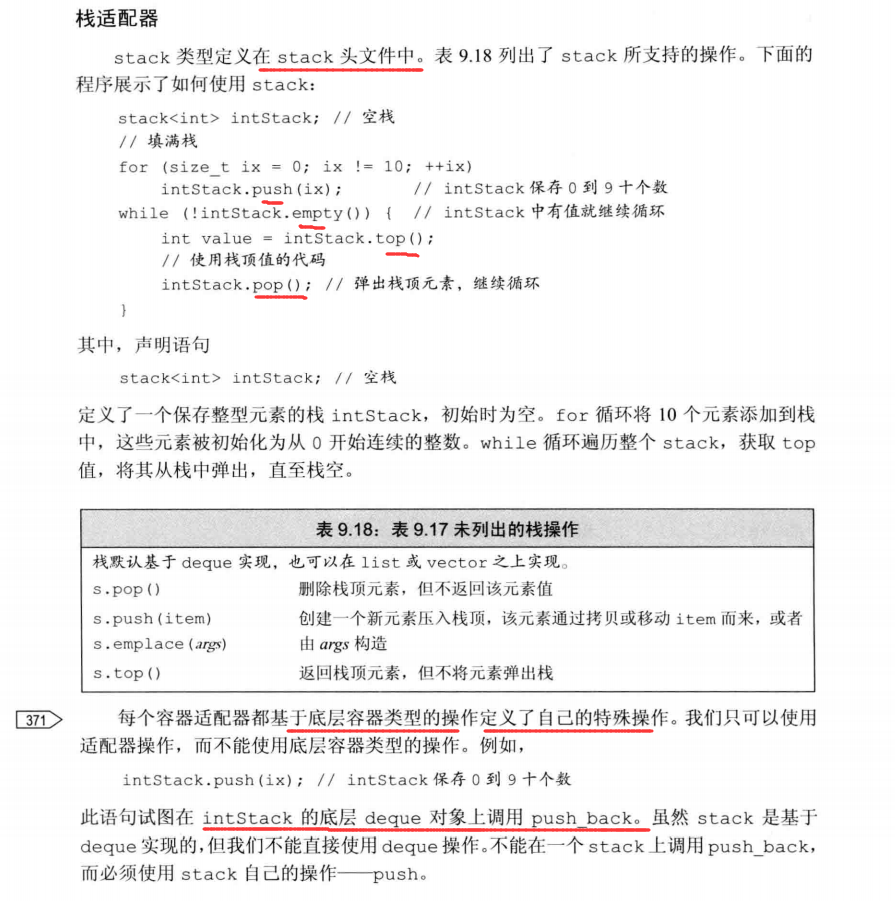 栈适配器
stack 类型定义在 stack 头文件中。表 9.18 列出了 stack 所支持的操作。下面的
程序展示了如何使用 stack:
stack<int> intStack; // 空栈
// 填满栈
for (size_t ix = 0; ix != 10; ++ix)
intStack.push(ix); // intStack 保存 0 到 9 十个数
while (!intStack.empty()) { // intStack 中有值就继续循环
int value = intStack.top();
// 使用栈顶值的代码
intStack.pop(); // 弹出栈顶元素，继续循环
}
其中，声明语句
stack<int> intStack; // 空栈
定义了一个保存整型元素的栈 intStack，初始时为空。for 循环将 10 个元素添加到栈
中，这些元素被初始化为从 0 开始连续的整数。while 循环遍历整个 stack，获取 top
值，将其从栈中弹出，直至栈空。
表 9.18：表 9.17 未列出的栈操作
栈默认基于 deque 实现，也可以在 list 或 vector 之上实现。
s.pop() 删除栈顶元素，但不返回该元素值
s.push(item) 创建一个新元素压入栈顶，该元素通过拷贝或移动 item 而来，或者
s.emplace(args) 由 args 构造
s.top() 返回栈顶元素，但不将元素弹出栈
371 每个容器适配器都基于底层容器类型的操作定义了自己的特殊操作。我们只可以使用
适配器操作，而不能使用底层容器类型的操作。例如，
intStack.push(ix); // intStack 保存 0 到 9 十个数
此语句试图在 intStack 的底层 deque 对象上调用 push_back。虽然 stack 是基于
deque 实现的，但我们不能直接使用 deque 操作。不能在一个 stack 上调用 push_back，
而必须使用 stack 自己的操作——push。